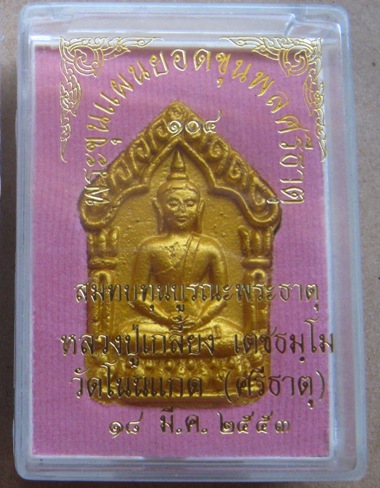 พระขุนแผนยอดขุนพลศรีธาตุ
๑๐๘
สมทบทุนบูรณะพระธาตุ
หลวงปู่เกลี้ยง เตชธมฺโม
วัดโนนแกด (ศรีธาตุ)
๑๘ มี.ค. ๒๕๕๓